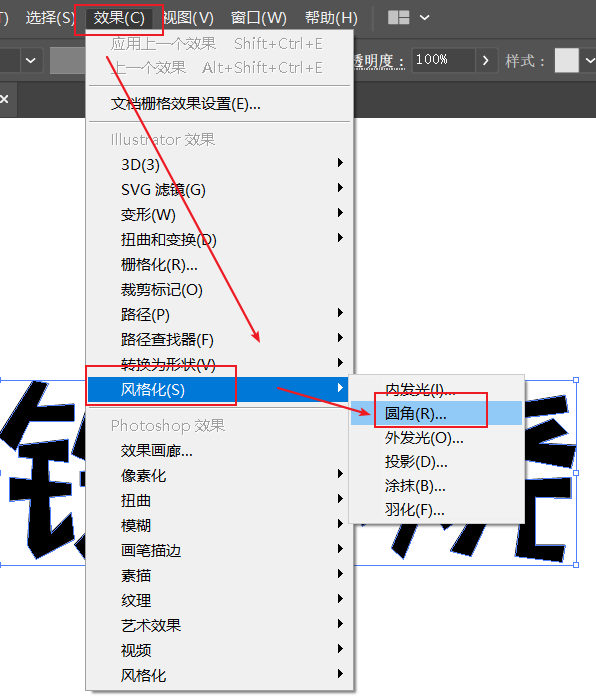 选择(S) 效果(C) 视图(V) 窗口(W) 帮助(H)
应用上一个效果 Shift+Ctrl+E
上一个效果 Alt+Shift+Ctrl+E
透明度: 100% 样式:
文档栅格效果设置(E)...
Illustrator 效果
3D(3)
SVG 滤镜(G)
变形(W)
扭曲和变换(D)
栅格化(R)...
裁剪标记(O)
路径(P)
路径查找器(F)
转换为形状(V)
风格化(S)
内发光(I)...
圆角(R)...
外发光(O)...
投影(D)...
涂抹(B)...
羽化(F)...
Photoshop 效果
效果画廊...
像素化
扭曲
模糊
画笔描边
素描
纹理
艺术效果
视频
风格化